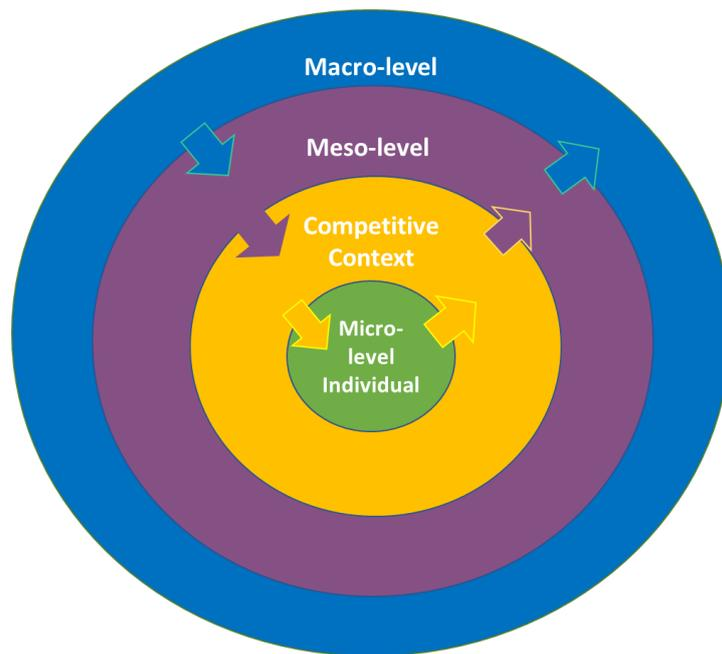 Macro-level
Meso-level
Competitive
Context
Micro-
level
Individual